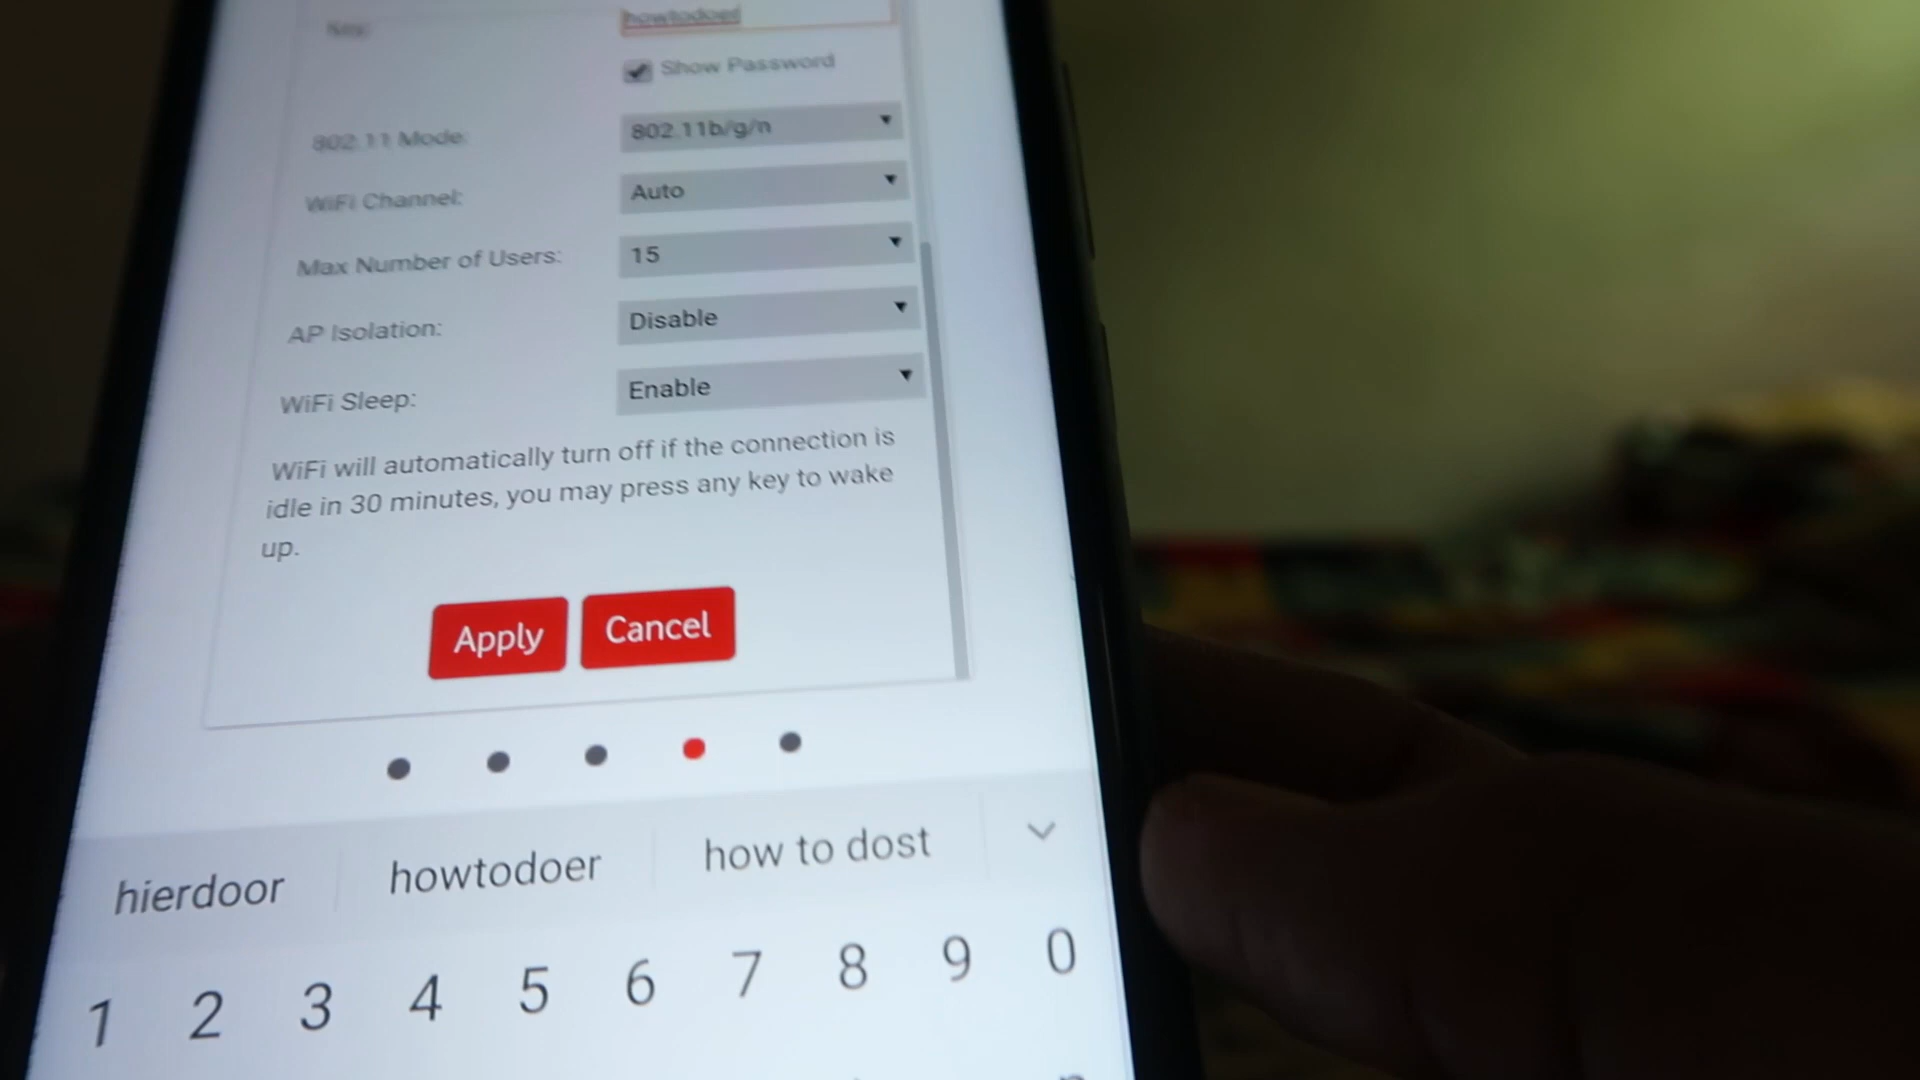 Key:
howtodoer
Show Password
802.11 Mode:
802.11b/g/n
WiFi Channel:
Auto
Max Number of Users:
15
AP Isolation:
Disable
WiFi Sleep:
Enable
WiFi will automatically turn off if the connection is
idle in 30 minutes, you may press any key to wake
up.
Apply Cancel
hierdoor howtodoer how to dost
1 2 3 4 5 6 7 8 9 0